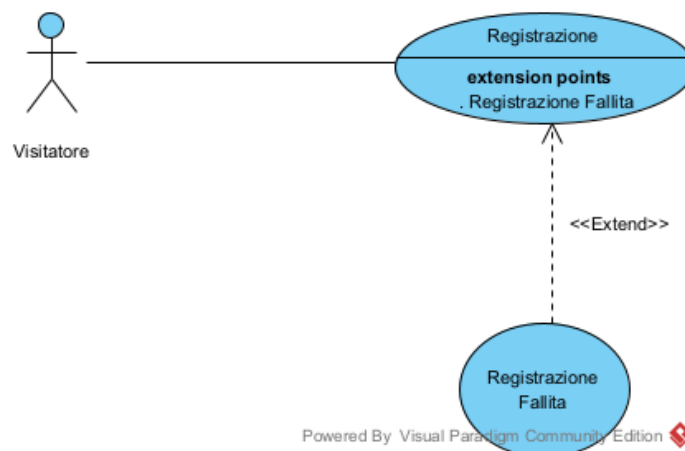 Registrazione
extension points
. Registrazione Fallita
Visitatore
<<Extend>>
Registrazione
Fallita
Powered By Visual Paradigm Community Edition